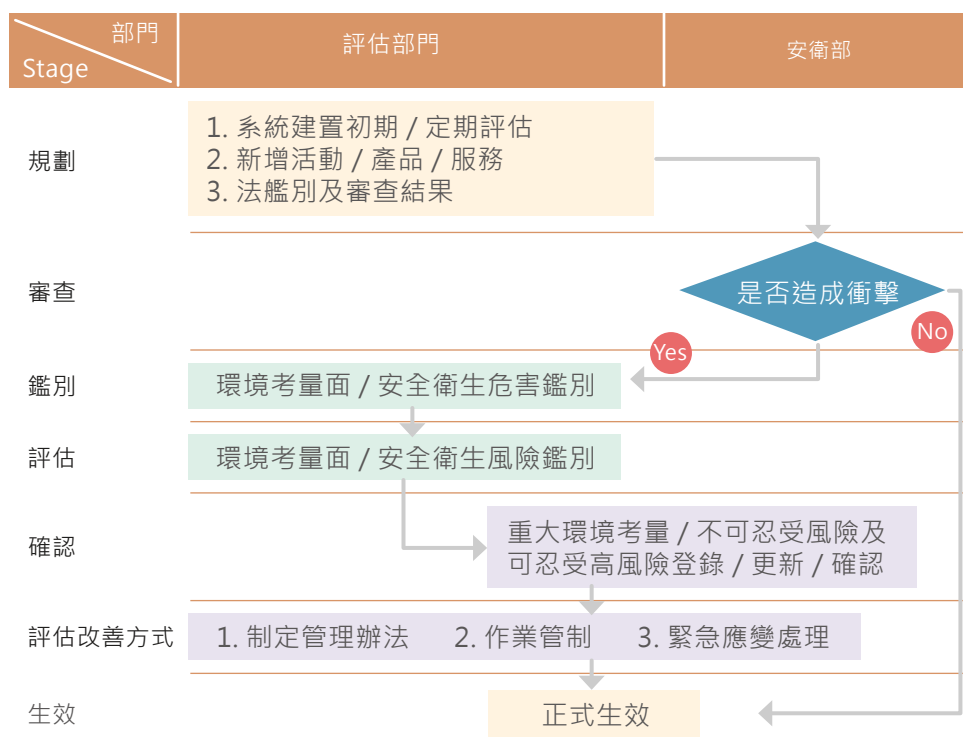 部門
Stage
評估部門
安衛部
規劃
1. 系統建置初期 / 定期評估
2. 新增活動 / 產品 / 服務
3. 法艦別及審查結果
審查
是否造成衝擊
No
Yes
鑑別
環境考量面 / 安全衛生危害鑑別
評估
環境考量面 / 安全衛生風險鑑別
確認
重大環境考量 / 不可忍受風險及
可忍受高風險登錄 / 更新 / 確認
評估改善方式
1. 制定管理辦法 2. 作業管制 3. 緊急應變處理
生效
正式生效